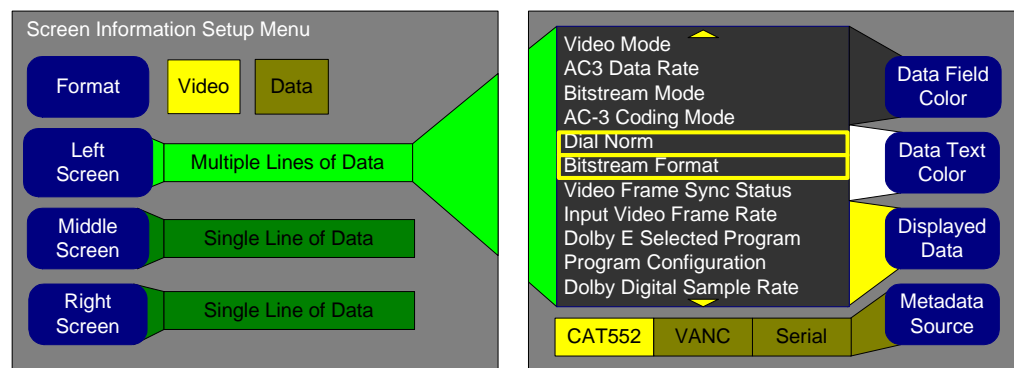 Screen Information Setup Menu
Format
Video
Data
Left
Screen
Multiple Lines of Data
Middle
Screen
Single Line of Data
Right
Screen
Single Line of Data
Video Mode
AC3 Data Rate
Bitstream Mode
AC-3 Coding Mode
Dial Norm
Bitstream Format
Video Frame Sync Status
Input Video Frame Rate
Dolby E Selected Program
Program Configuration
Dolby Digital Sample Rate
CAT552
VANC
Serial
Data Field
Color
Data Text
Color
Displayed
Data
Metadata
Source